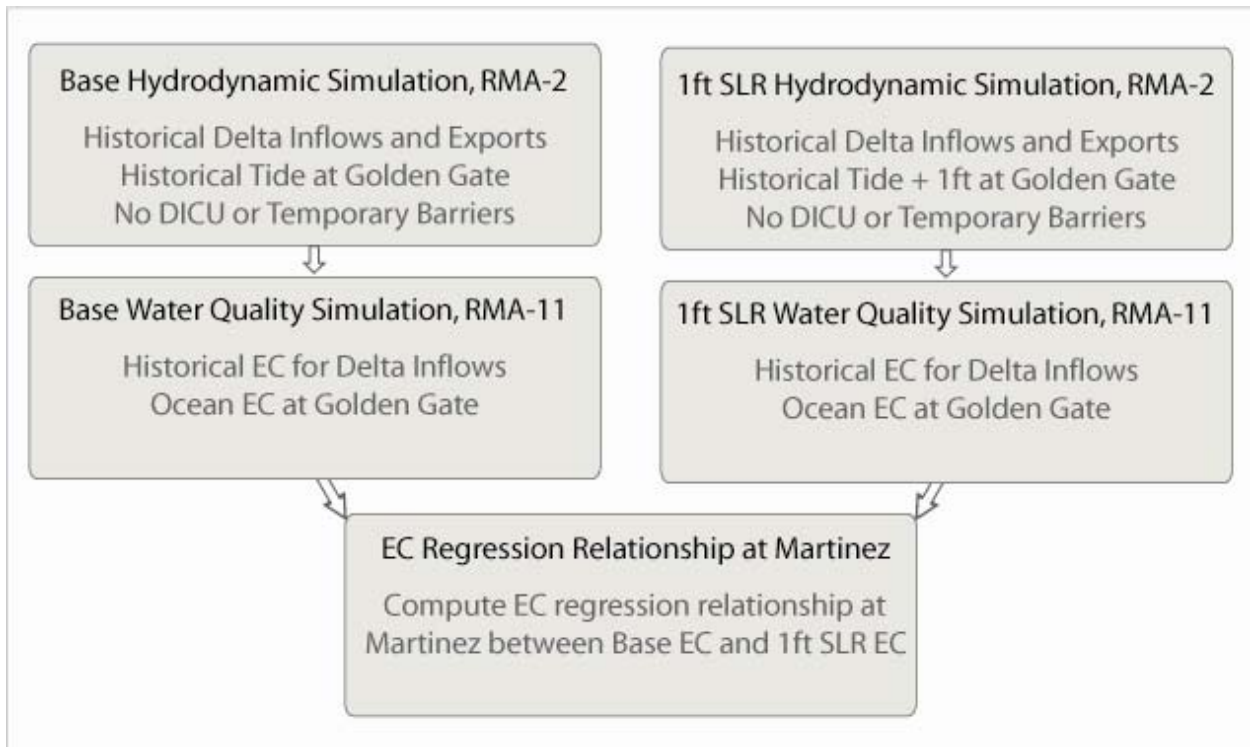 Base Hydrodynamic Simulation, RMA-2
Historical Delta Inflows and Exports
Historical Tide at Golden Gate
No DICU or Temporary Barriers
1ft SLR Hydrodynamic Simulation, RMA-2
Historical Delta Inflows and Exports
Historical Tide + 1ft at Golden Gate
No DICU or Temporary Barriers
Base Water Quality Simulation, RMA-11
Historical EC for Delta Inflows
Ocean EC at Golden Gate
1ft SLR Water Quality Simulation, RMA-11
Historical EC for Delta Inflows
Ocean EC at Golden Gate
EC Regression Relationship at Martinez
Compute EC regression relationship at
Martinez between Base EC and 1ft SLR EC